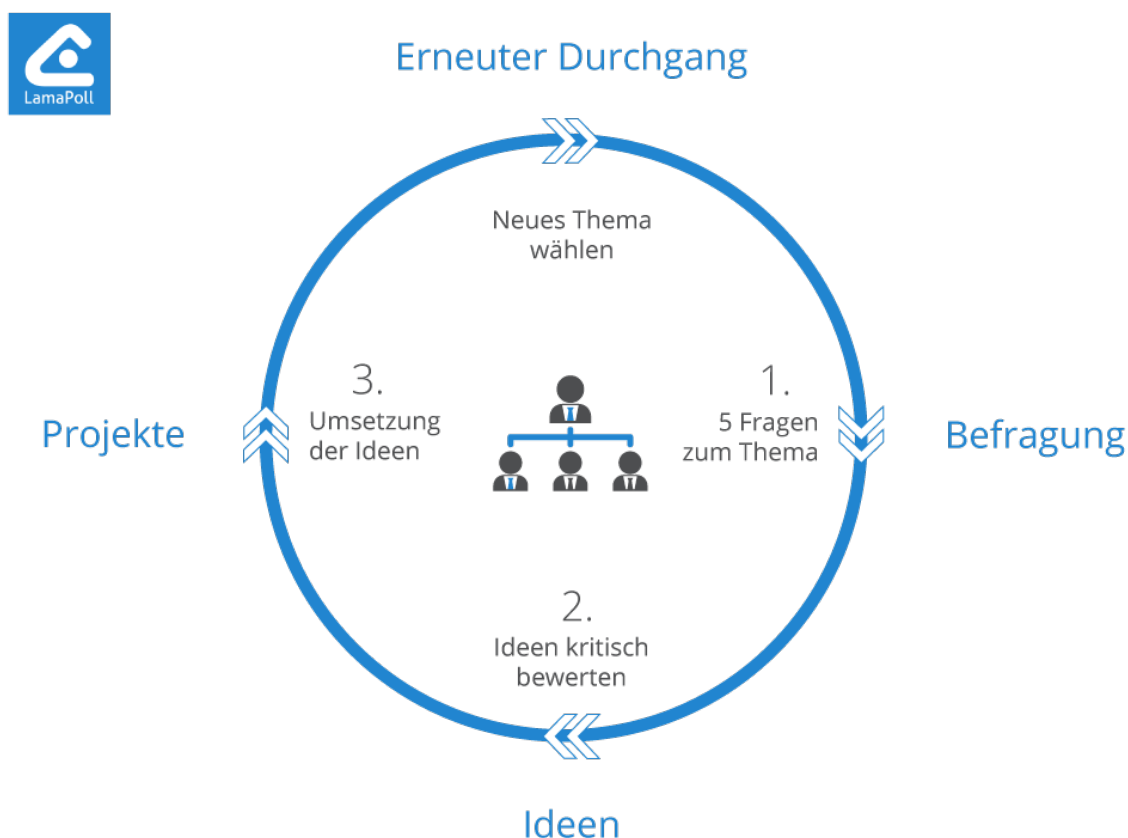 LamaPoll
Erneuter Durchgang
Neues Thema
wählen
1.
5 Fragen
zum Thema
Befragung
2.
Ideen kritisch
bewerten
Ideen
3.
Umsetzung
der Ideen
Projekte